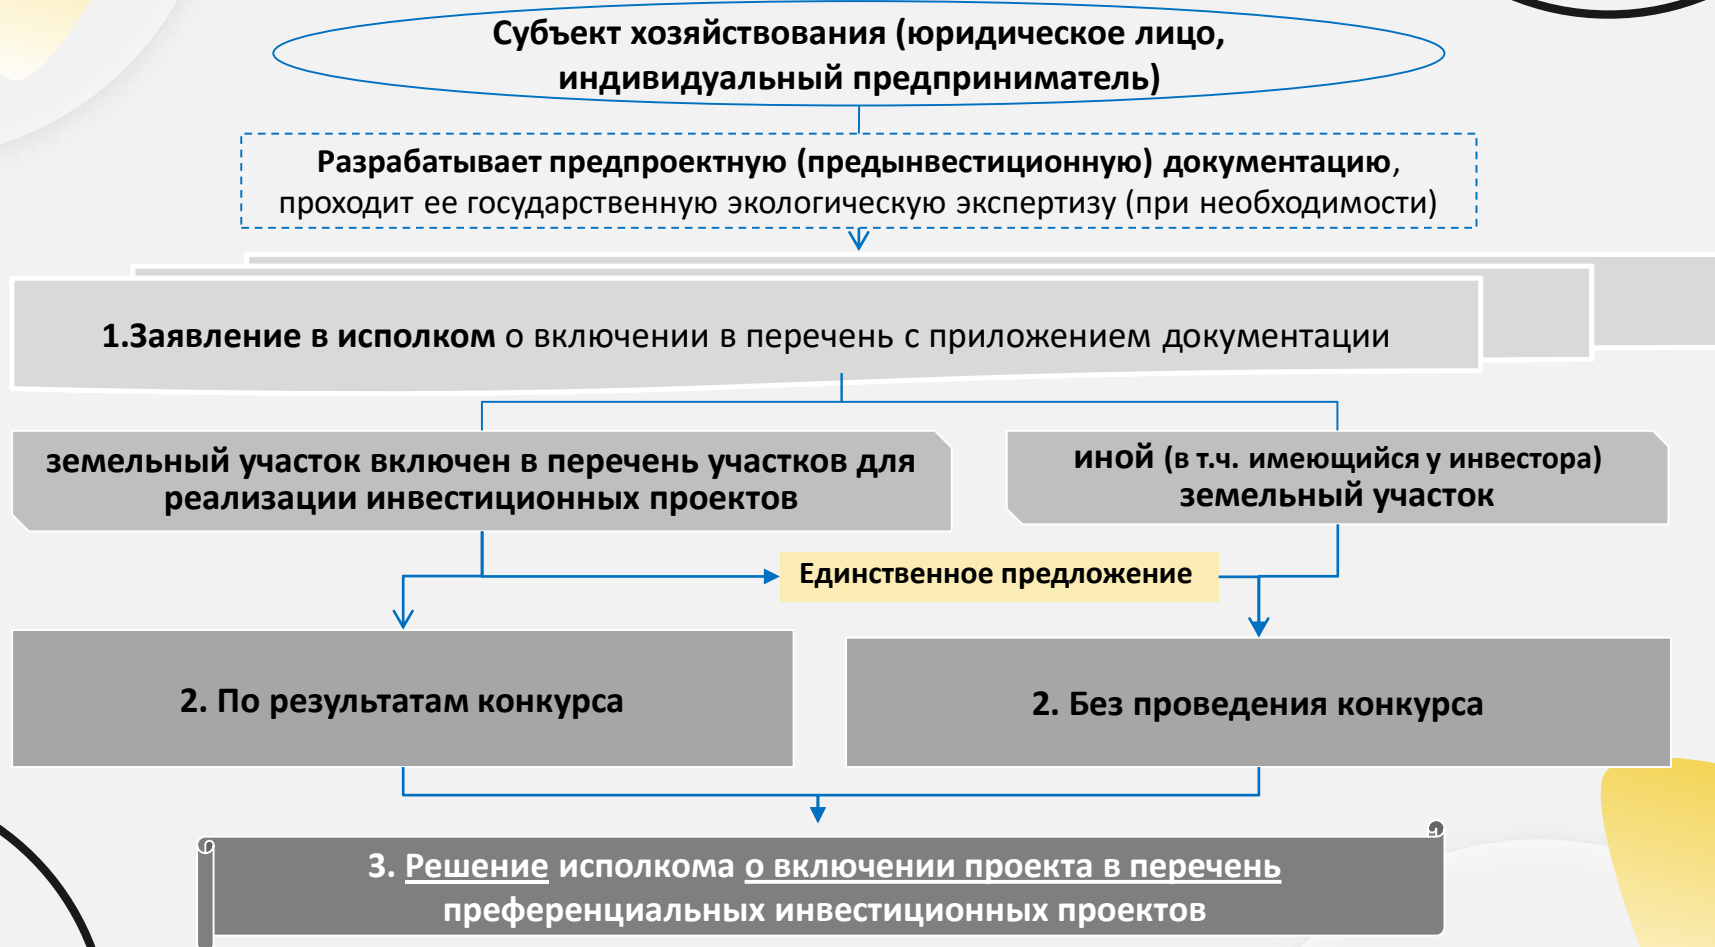 Субъект хозяйствования (юридическое лицо,
индивидуальный предприниматель)
Разрабатывает предпроектную (предынвестиционную) документацию,
проходит ее государственную экологическую экспертизу (при необходимости)
1.Заявление в исполком о включении в перечень с приложением документации
земельный участок включен в перечень участков для
реализации инвестиционных проектов
иной (в т.ч. имеющийся у инвестора)
земельный участок
Единственное предложение
2. По результатам конкурса
2. Без проведения конкурса
3. Решение исполкома о включении проекта в перечень
преференциальных инвестиционных проектов